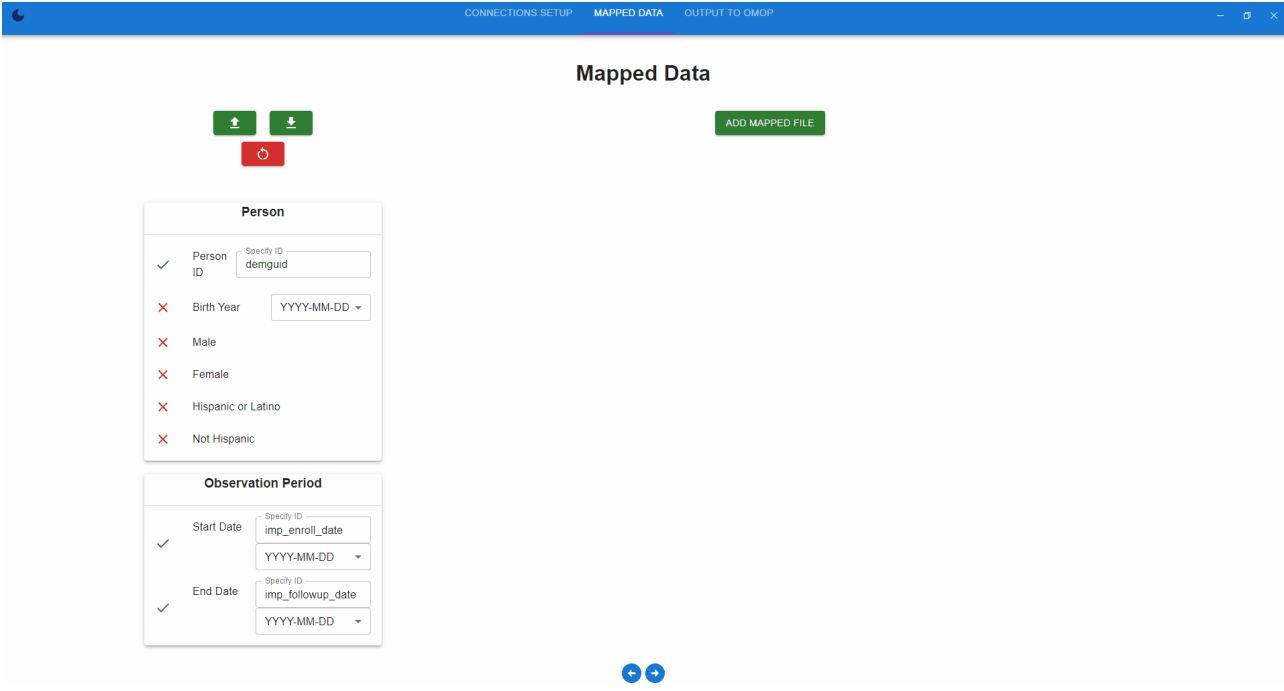 CONNECTIONS SETUP MAPPED DATA OUTPUT TO OMOP
Mapped Data
ADD MAPPED FILE
Person
Person ID
Specify ID
demguid
Birth Year
YYYY-MM-DD
Male
Female
Hispanic or Latino
Not Hispanic
Observation Period
Start Date
Specify ID
imp_enroll_date
YYYY-MM-DD
End Date
Specify ID
imp_followup_date
YYYY-MM-DD